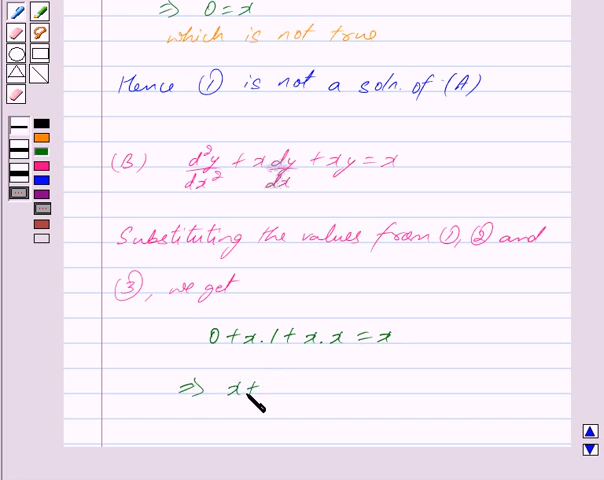 ⇒ 0 = x
which is not true
Hence ① is not a soln. of (A)
(B) d²y/dx² + x dy/dx + xy = x
Substituting the values from ①, ② and
③, we get
0 + x.1 + x.x = x
⇒ x +